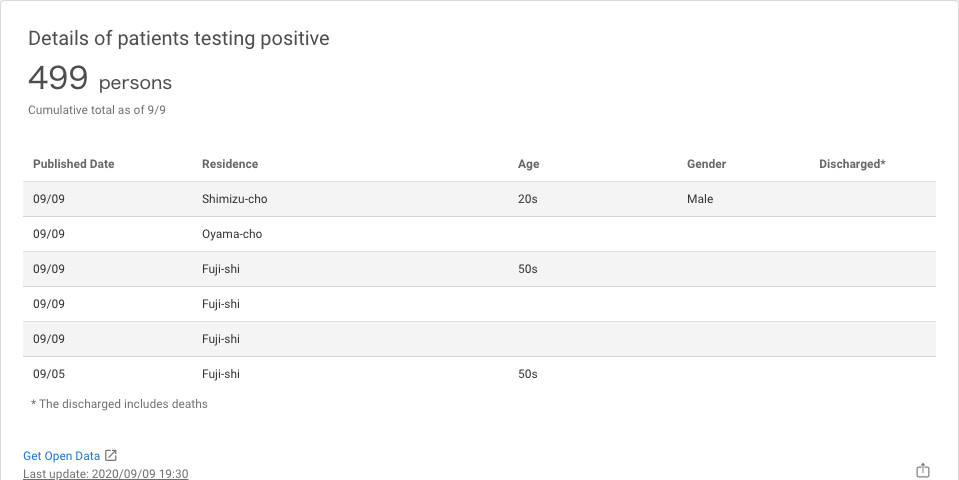 Details of patients testing positive
499 persons
Cumulative total as of 9/9
Published Date Residence Age Gender Discharged*
09/09 Shimizu-cho 20s Male
09/09 Oyama-cho
09/09 Fuji-shi 50s
09/09 Fuji-shi
09/09 Fuji-shi
09/05 Fuji-shi 50s
* The discharged includes deaths
Get Open Data
Last update: 2020/09/09 19:30